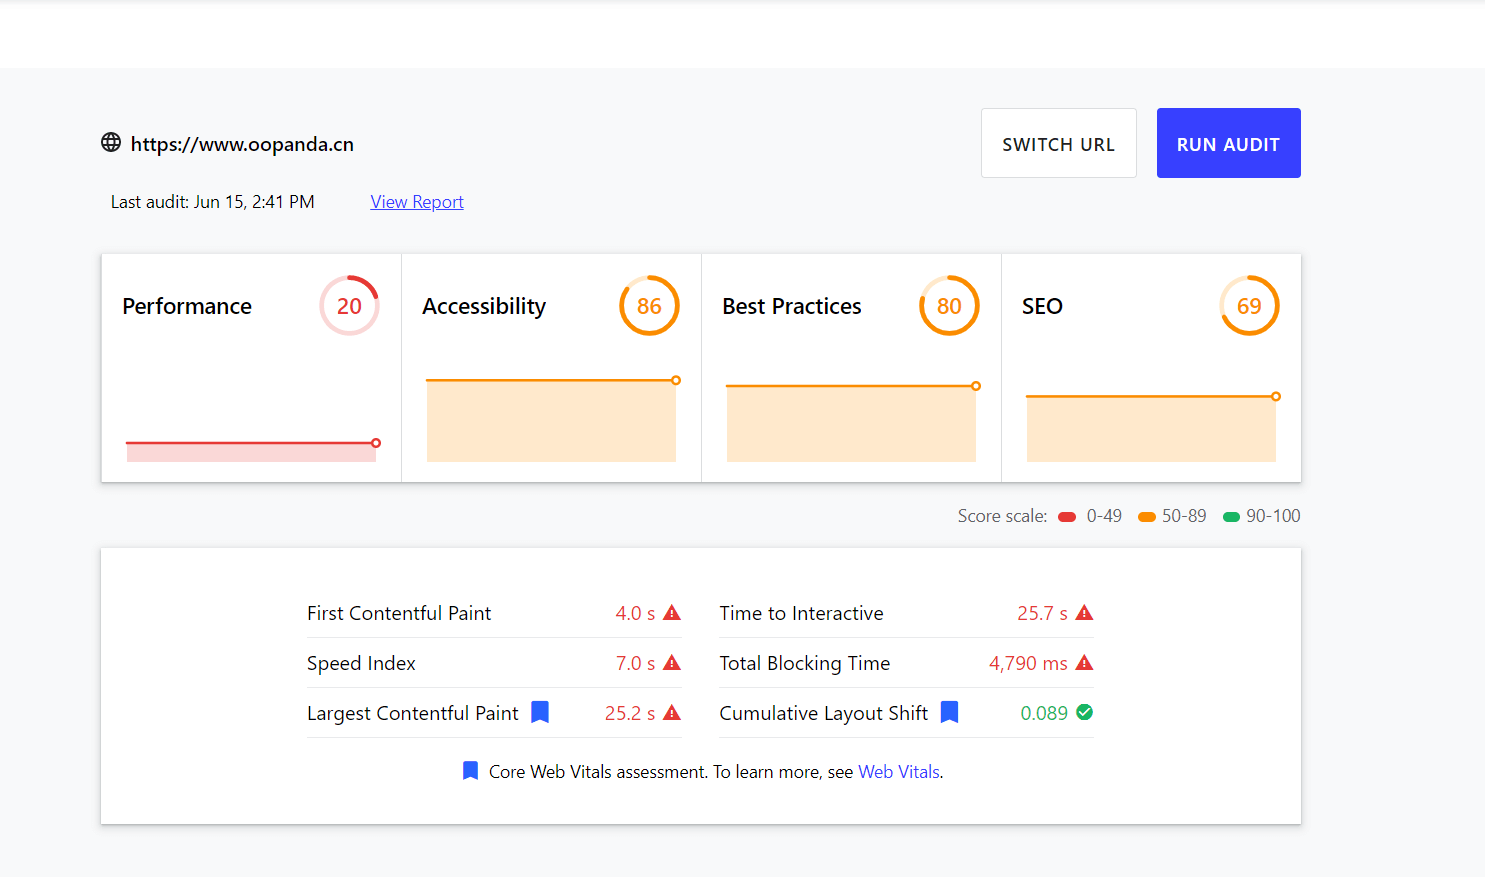 https://www.oopanda.cn
SWITCH URL
RUN AUDIT
Last audit: Jun 15, 2:41 PM
View Report
Performance
20
Accessibility
86
Best Practices
80
SEO
69
Score scale: 0-49 50-89 90-100
First Contentful Paint 4.0 s
Time to Interactive 25.7 s
Speed Index 7.0 s
Total Blocking Time 4,790 ms
Largest Contentful Paint 25.2 s
Cumulative Layout Shift 0.089
Core Web Vitals assessment. To learn more, see Web Vitals.